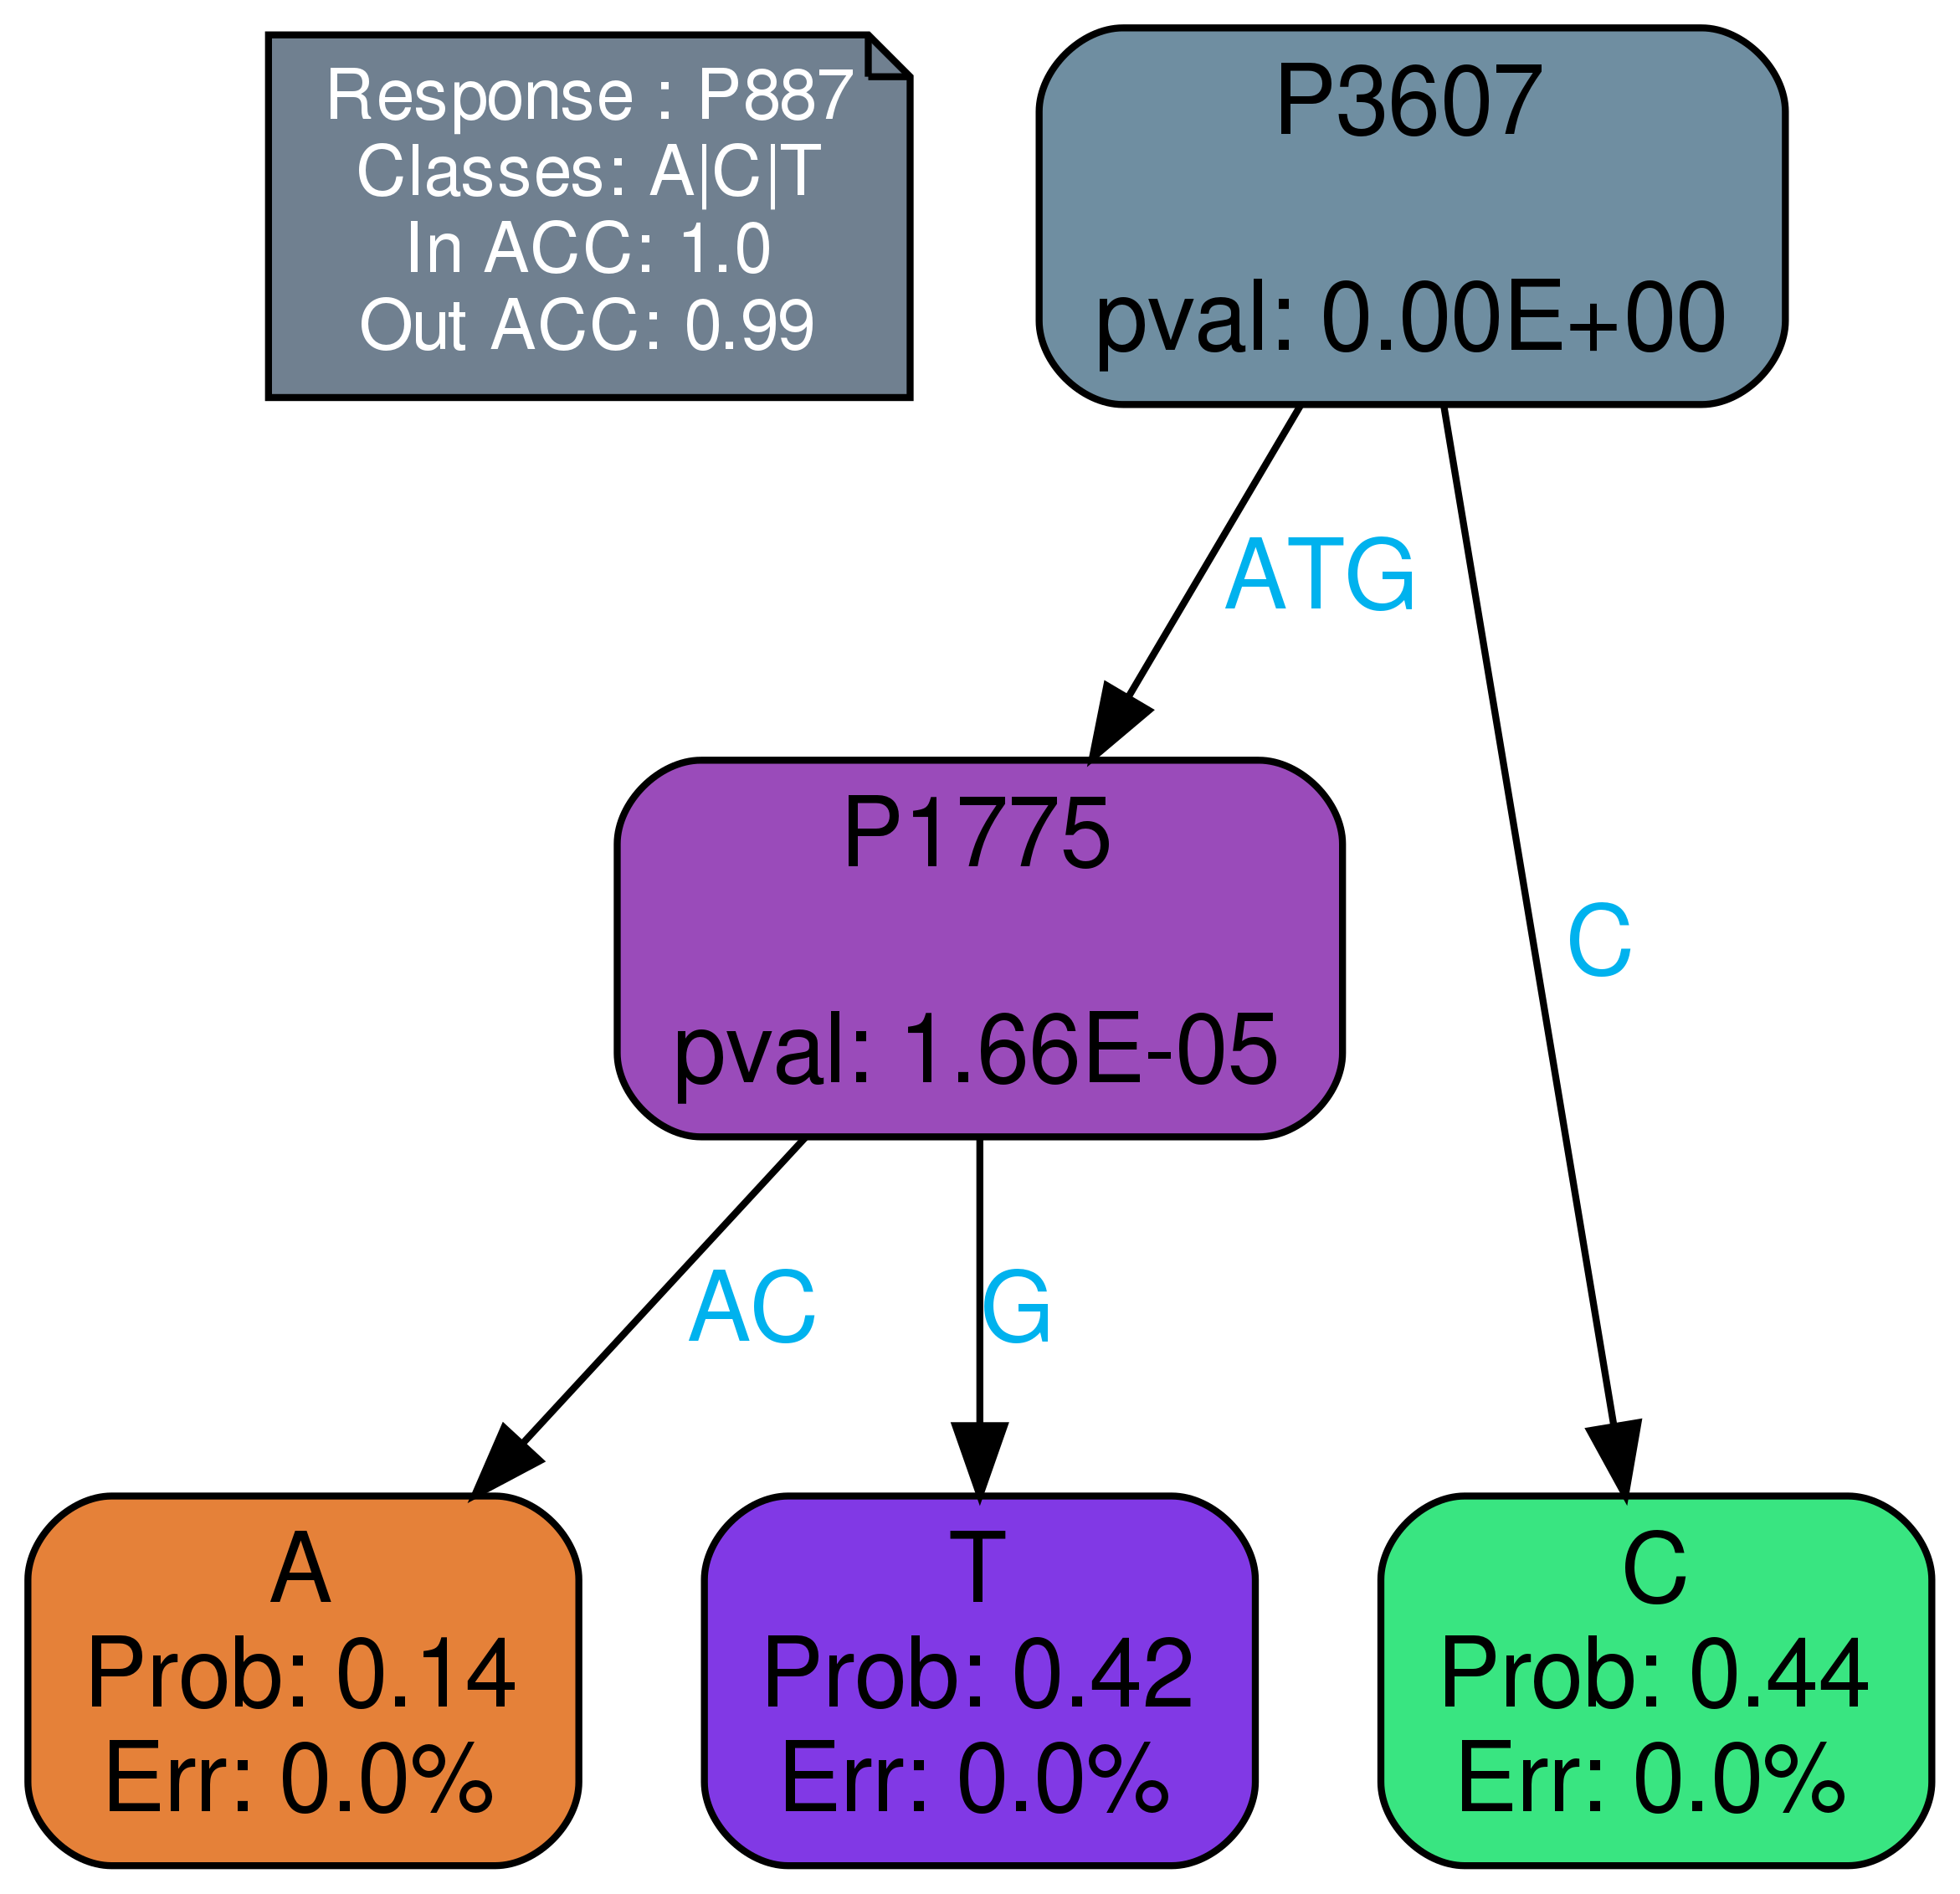 Response : P887
Classes: A|C|T
In ACC: 1.0
Out ACC: 0.99
P3607
pval: 0.00E+00
ATG
C
P1775
pval: 1.66E-05
AC
G
A
Prob: 0.14
Err: 0.0%
T
Prob: 0.42
Err: 0.0%
C
Prob: 0.44
Err: 0.0%